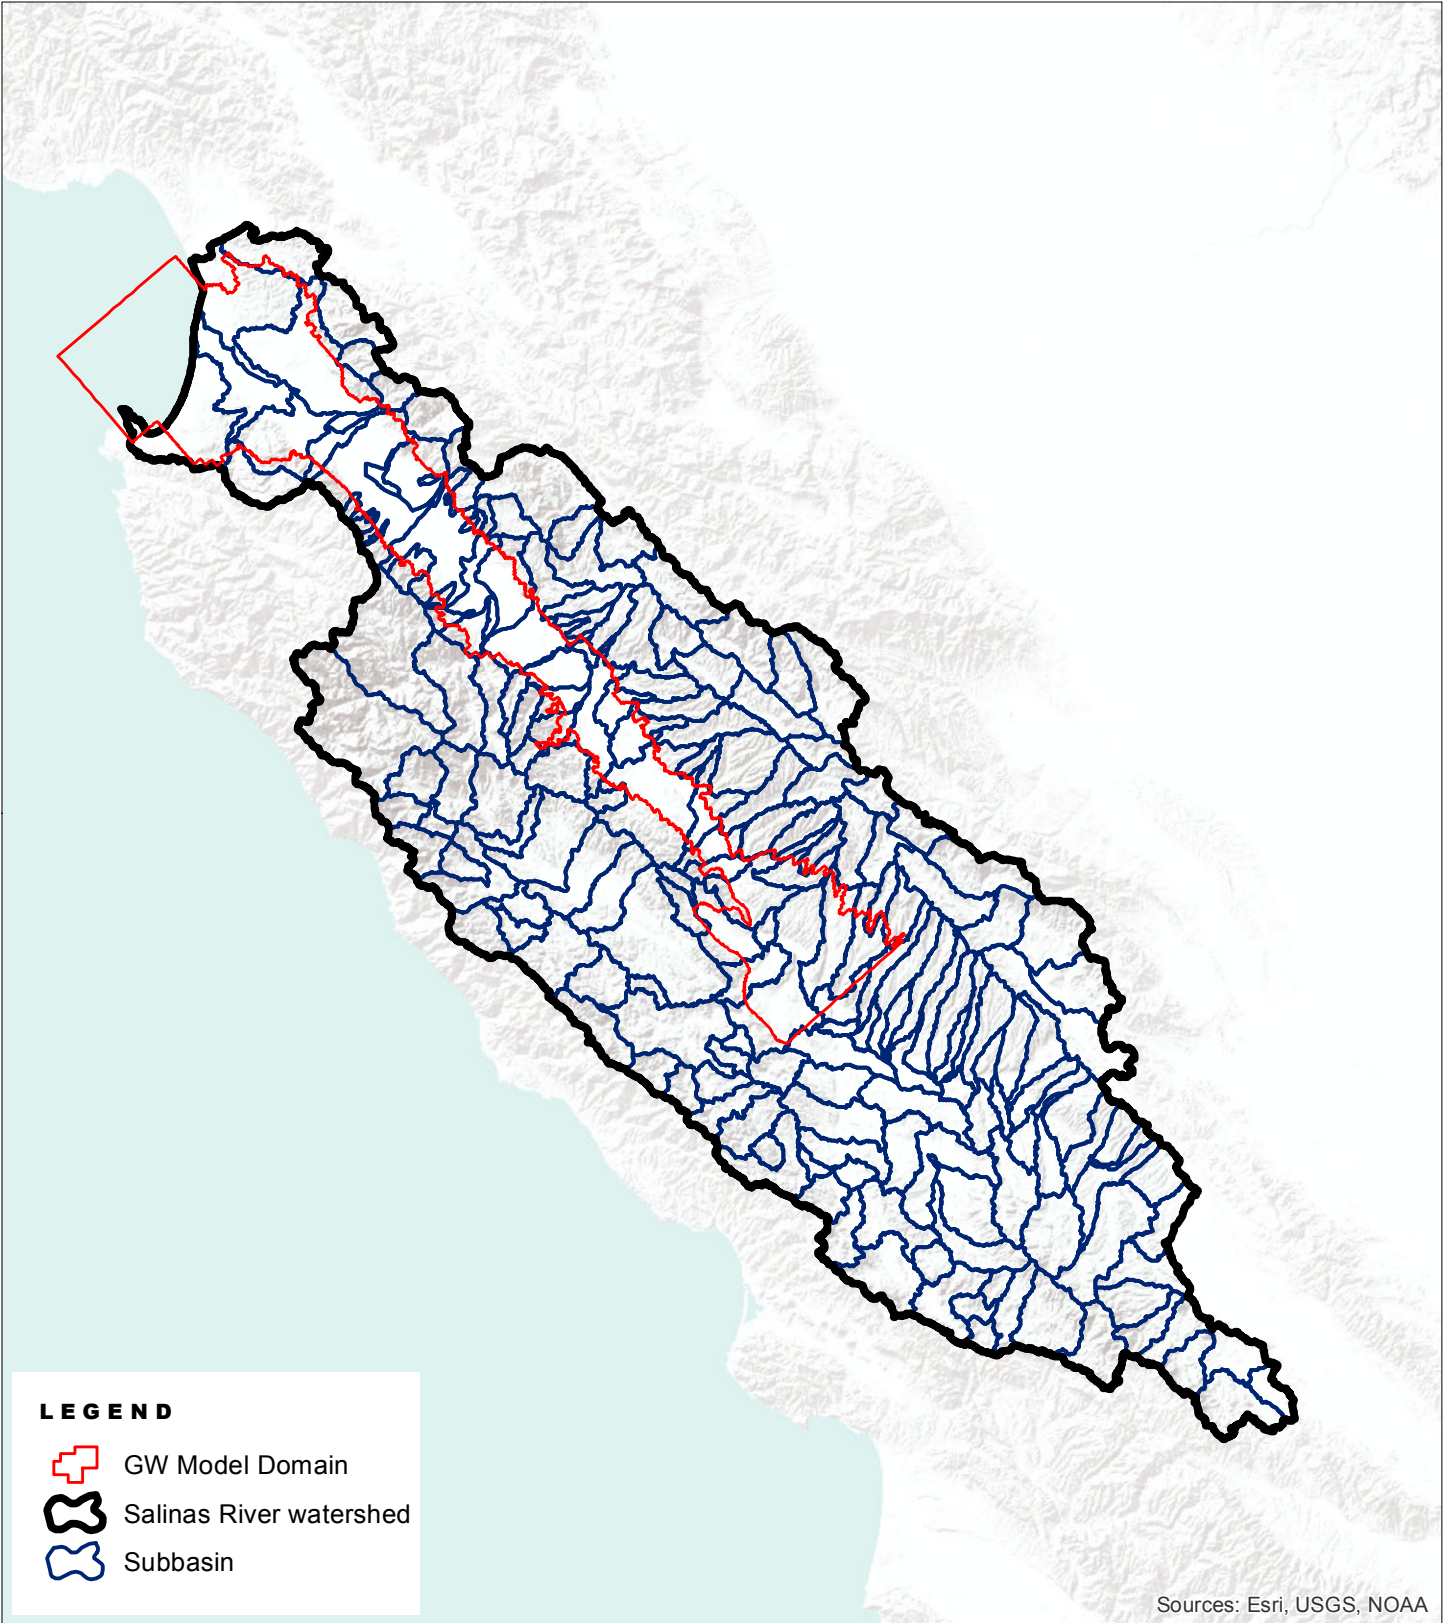 LEGEND
GW Model Domain
Salinas River watershed
Subbasin
Sources: Esri, USGS, NOAA